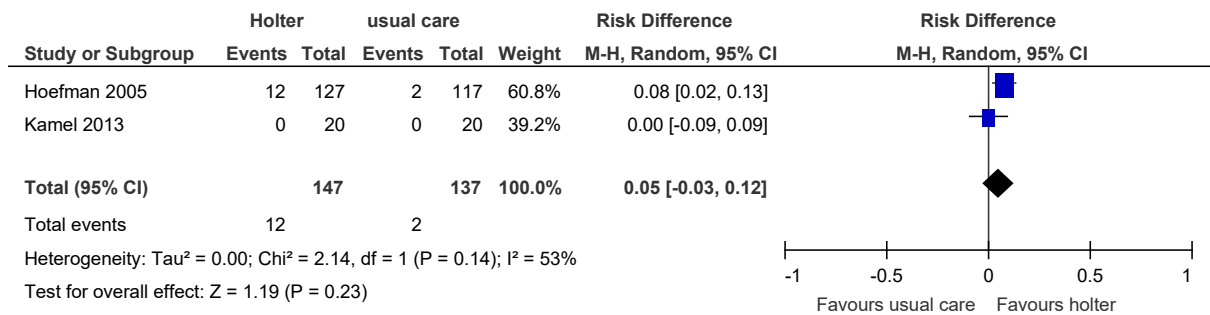 Holter usual care Risk Difference Risk Difference
Study or Subgroup Events Total Events Total Weight M-H, Random, 95% CI M-H, Random, 95% CI
Hoefman 2005 12 127 2 117 60.8% 0.08 [0.02, 0.13]
Kamel 2013 0 20 0 20 39.2% 0.00 [-0.09, 0.09]
Total (95% CI) 147 137 100.0% 0.05 [-0.03, 0.12]
Total events 12 2
Heterogeneity: Tau² = 0.00; Chi² = 2.14, df = 1 (P = 0.14); I² = 53%
Test for overall effect: Z = 1.19 (P = 0.23)
-1 -0.5 0 0.5 1
Favours usual care Favours holter